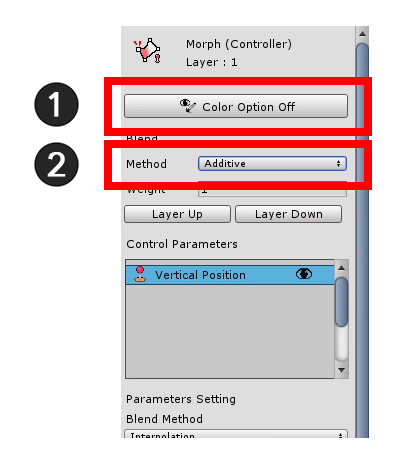 Morph (Controller)
Layer : 1
1
Color Option Off
Blend
2
Method Additive
Weight 1
Layer Up Layer Down
Control Parameters
Vertical Position
Parameters Setting
Blend Method
Interpolation